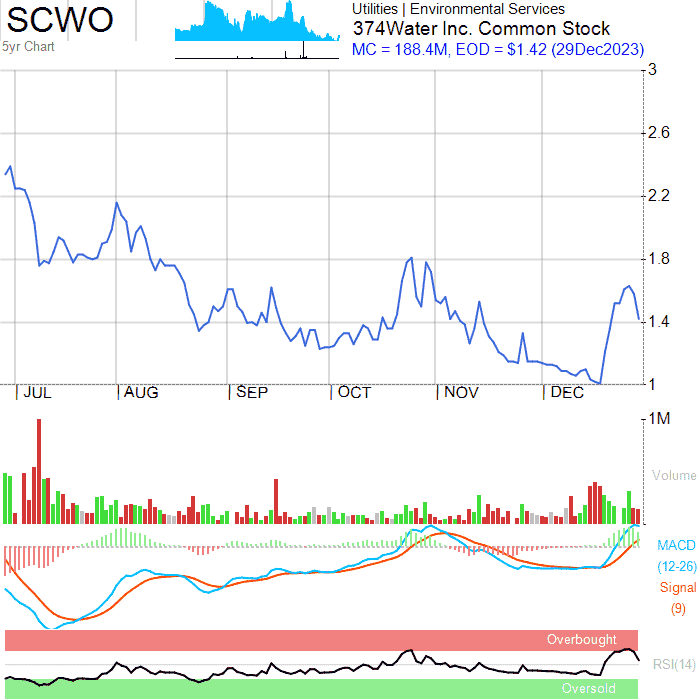 SCWO
5yr Chart
Utilities | Environmental Services
374Water Inc. Common Stock
MC = 188.4M, EOD = $1.42 (29Dec2023)
3
2.6
2.2
1.8
1.4
1
JUL AUG SEP OCT NOV DEC
1M
Volume
MACD
(12-26)
Signal
(9)
Overbought
RSI(14)
Oversold